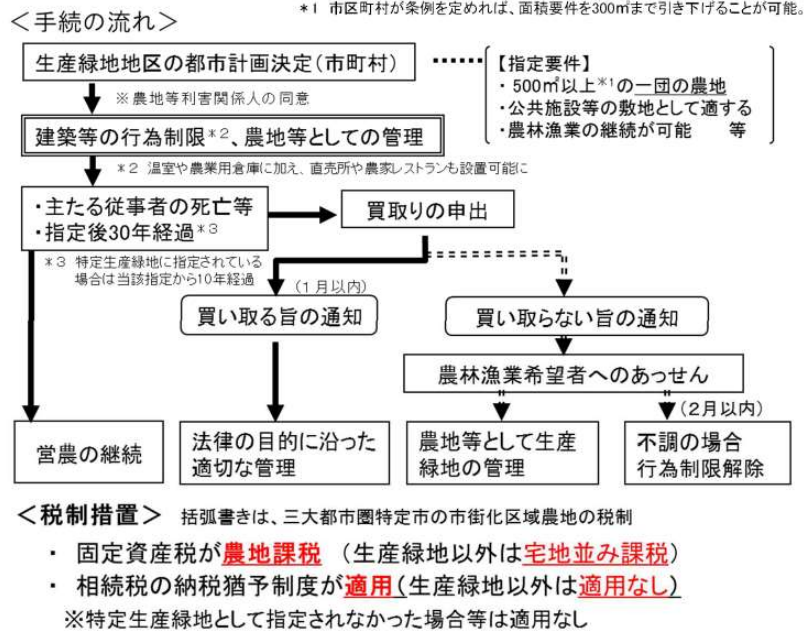 *1 市区町村が条例を定めれば、面積要件を300㎡まで引き下げることが可能。
＜手続の流れ＞
生産緑地地区の都市計画決定（市町村）
【指定要件】
・500㎡以上*1の一団の農地
・公共施設等の敷地として適する
・農林漁業の継続が可能　等
※農地等利害関係人の同意
建築等の行為制限*2、農地等としての管理
*2 温室や農業用倉庫に加え、直売所や農家レストランも設置可能に
・主たる従事者の死亡等
・指定後30年経過*3
買取りの申出
*3 特定生産緑地に指定されている
場合は当該指定から10年経過
（1月以内）
買い取る旨の通知
買い取らない旨の通知
農林漁業希望者へのあっせん
（2月以内）
営農の継続
法律の目的に沿った
適切な管理
農地等として生産
緑地の管理
不調の場合
行為制限解除
＜税制措置＞ 括弧書きは、三大都市圏特定市の市街化区域農地の税制
・ 固定資産税が農地課税 （生産緑地以外は宅地並み課税）
・ 相続税の納税猶予制度が適用（生産緑地以外は適用なし）
※特定生産緑地として指定されなかった場合等は適用なし